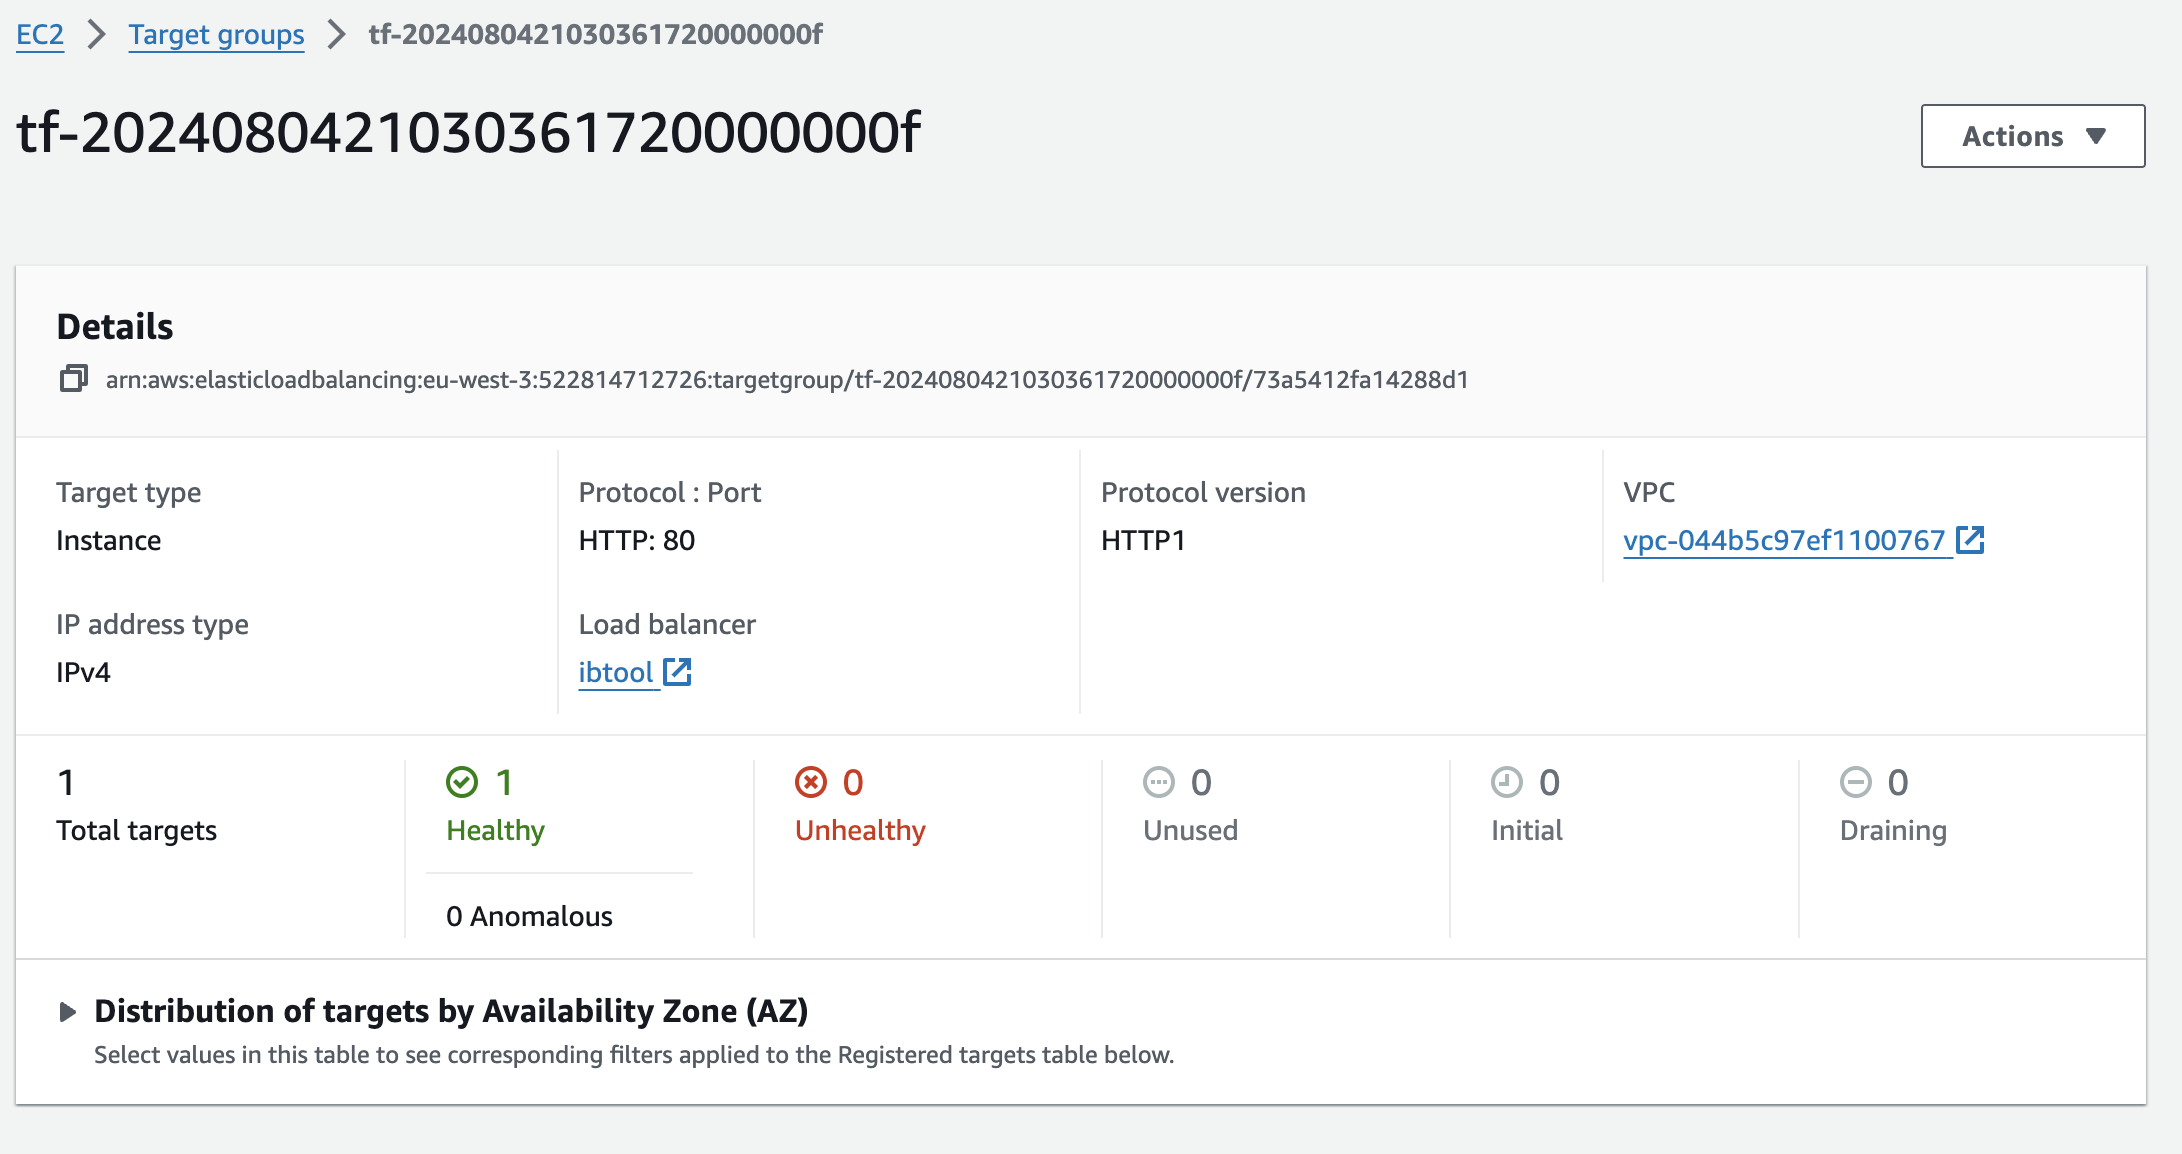 EC2 > Target groups > tf-2024080421030361720000000f
tf-2024080421030361720000000f
Actions
Details
arn:aws:elasticloadbalancing:eu-west-3:522814712726:targetgroup/tf-2024080421030361720000000f/73a5412fa14288d1
Target type
Instance
Protocol : Port
HTTP: 80
Protocol version
HTTP1
VPC
vpc-044b5c97ef1100767
IP address type
IPv4
Load balancer
ibtool
1
Total targets
1
Healthy
0 Anomalous
0
Unhealthy
0
Unused
0
Initial
0
Draining
Distribution of targets by Availability Zone (AZ)
Select values in this table to see corresponding filters applied to the Registered targets table below.